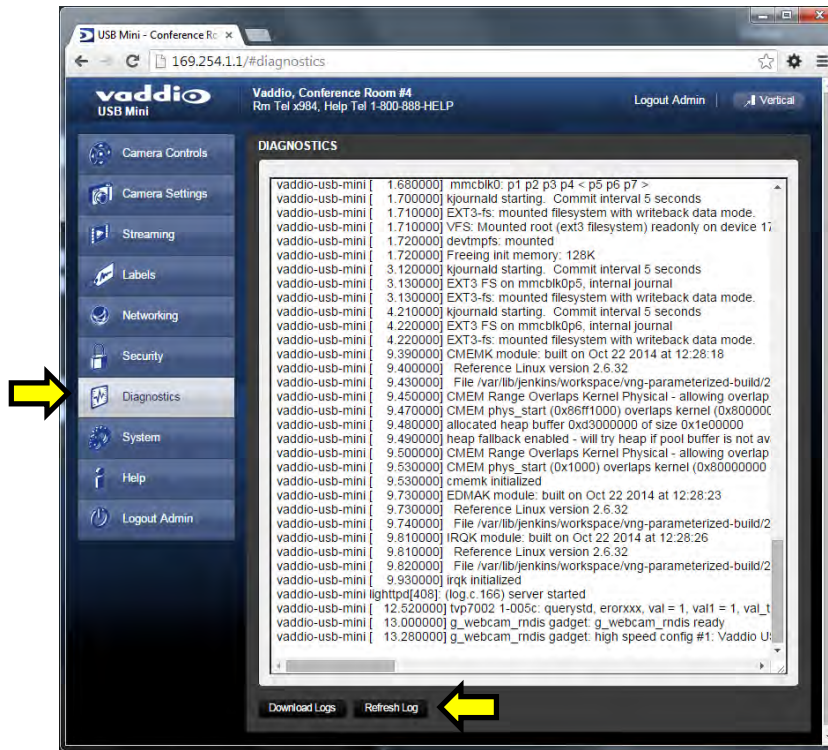 USB Mini - Conference Ro
169.254.1.1/#diagnostics
vaddio
USB Mini
Vaddio, Conference Room #4
Rm Tel x984, Help Tel 1-800-888-HELP
Logout Admin
Vertical
Camera Controls
Camera Settings
Streaming
Labels
Networking
Security
Diagnostics
System
Help
Logout Admin
DIAGNOSTICS
vaddio-usb-mini [ 1.680000] mmcblk0: p1 p2 p3 p4 < p5 p6 p7 >
vaddio-usb-mini [ 1.700000] kjournald starting. Commit interval 5 seconds
vaddio-usb-mini [ 1.710000] EXT3-fs: mounted filesystem with writeback data mode.
vaddio-usb-mini [ 1.710000] VFS: Mounted root (ext3 filesystem) readonly on device 17
vaddio-usb-mini [ 1.720000] devtmpfs: mounted
vaddio-usb-mini [ 1.720000] Freeing init memory: 128K
vaddio-usb-mini [ 3.120000] kjournald starting. Commit interval 5 seconds
vaddio-usb-mini [ 3.130000] EXT3 FS on mmcblk0p5, internal journal
vaddio-usb-mini [ 3.130000] EXT3-fs: mounted filesystem with writeback data mode.
vaddio-usb-mini [ 4.210000] kjournald starting. Commit interval 5 seconds
vaddio-usb-mini [ 4.220000] EXT3 FS on mmcblk0p6, internal journal
vaddio-usb-mini [ 4.220000] EXT3-fs: mounted filesystem with writeback data mode.
vaddio-usb-mini [ 9.390000] CMEMK module: built on Oct 22 2014 at 12:28:18
vaddio-usb-mini [ 9.400000] Reference Linux version 2.6.32
vaddio-usb-mini [ 9.430000] File /var/lib/jenkins/workspace/vng-parameterized-build/2
vaddio-usb-mini [ 9.450000] CMEM Range Overlaps Kernel Physical - allowing overlap
vaddio-usb-mini [ 9.470000] CMEM phys_start (0x86ff1000) overlaps kernel (0x800000
vaddio-usb-mini [ 9.480000] allocated heap buffer 0xd3000000 of size 0x1e00000
vaddio-usb-mini [ 9.490000] heap fallback enabled - will try heap if pool buffer is not av
vaddio-usb-mini [ 9.500000] CMEM Range Overlaps Kernel Physical - allowing overlap
vaddio-usb-mini [ 9.530000] CMEM phys_start (0x1000) overlaps kernel (0x80000000
vaddio-usb-mini [ 9.530000] cmemk initialized
vaddio-usb-mini [ 9.730000] EDMAK module: built on Oct 22 2014 at 12:28:23
vaddio-usb-mini [ 9.730000] Reference Linux version 2.6.32
vaddio-usb-mini [ 9.740000] File /var/lib/jenkins/workspace/vng-parameterized-build/2
vaddio-usb-mini [ 9.810000] IRQK module: built on Oct 22 2014 at 12:28:26
vaddio-usb-mini [ 9.810000] Reference Linux version 2.6.32
vaddio-usb-mini [ 9.820000] File /var/lib/jenkins/workspace/vng-parameterized-build/2
vaddio-usb-mini [ 9.930000] irqk initialized
vaddio-usb-mini lighttpd[408]: (log.c.166) server started
vaddio-usb-mini [ 12.520000] tvp7002 1-005c: querystd, erorxxx, val = 1, val1 = 1, val_t
vaddio-usb-mini [ 13.000000] g_webcam_rndis gadget: g_webcam_rndis ready
vaddio-usb-mini [ 13.280000] g_webcam_rndis gadget: high speed config #1: Vaddio U
Download Logs
Refresh Log